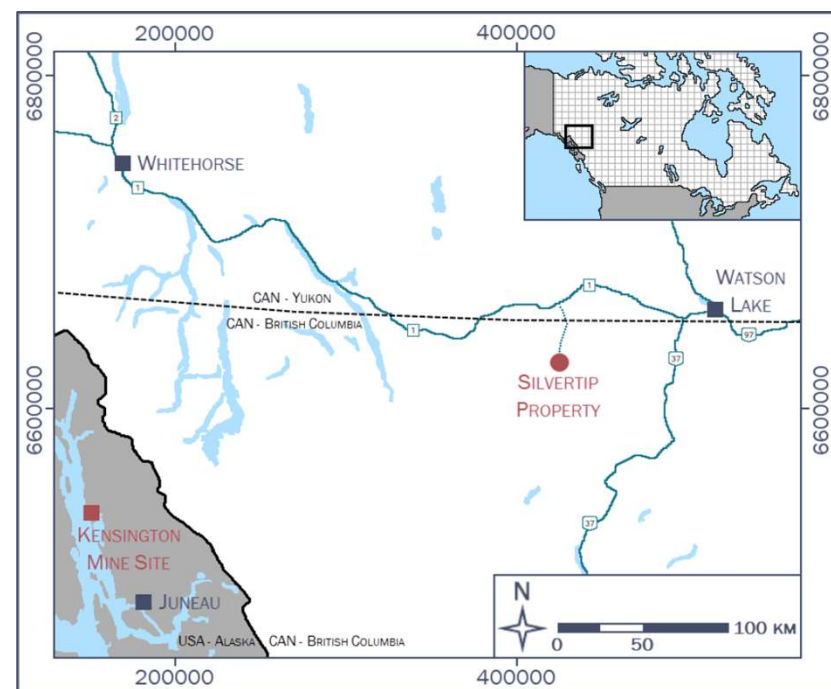 200000
400000
6800000
6800000
2
WHITEHORSE
1
WATSON
LAKE
1
CAN - YUKON
CAN - BRITISH COLUMBIA
1
97
37
SILVERTIP
PROPERTY
6600000
6600000
37
KENSINGTON
MINE SITE
JUNEAU
USA - ALASKA
CAN - BRITISH COLUMBIA
N
0
50
100 KM
200000
400000